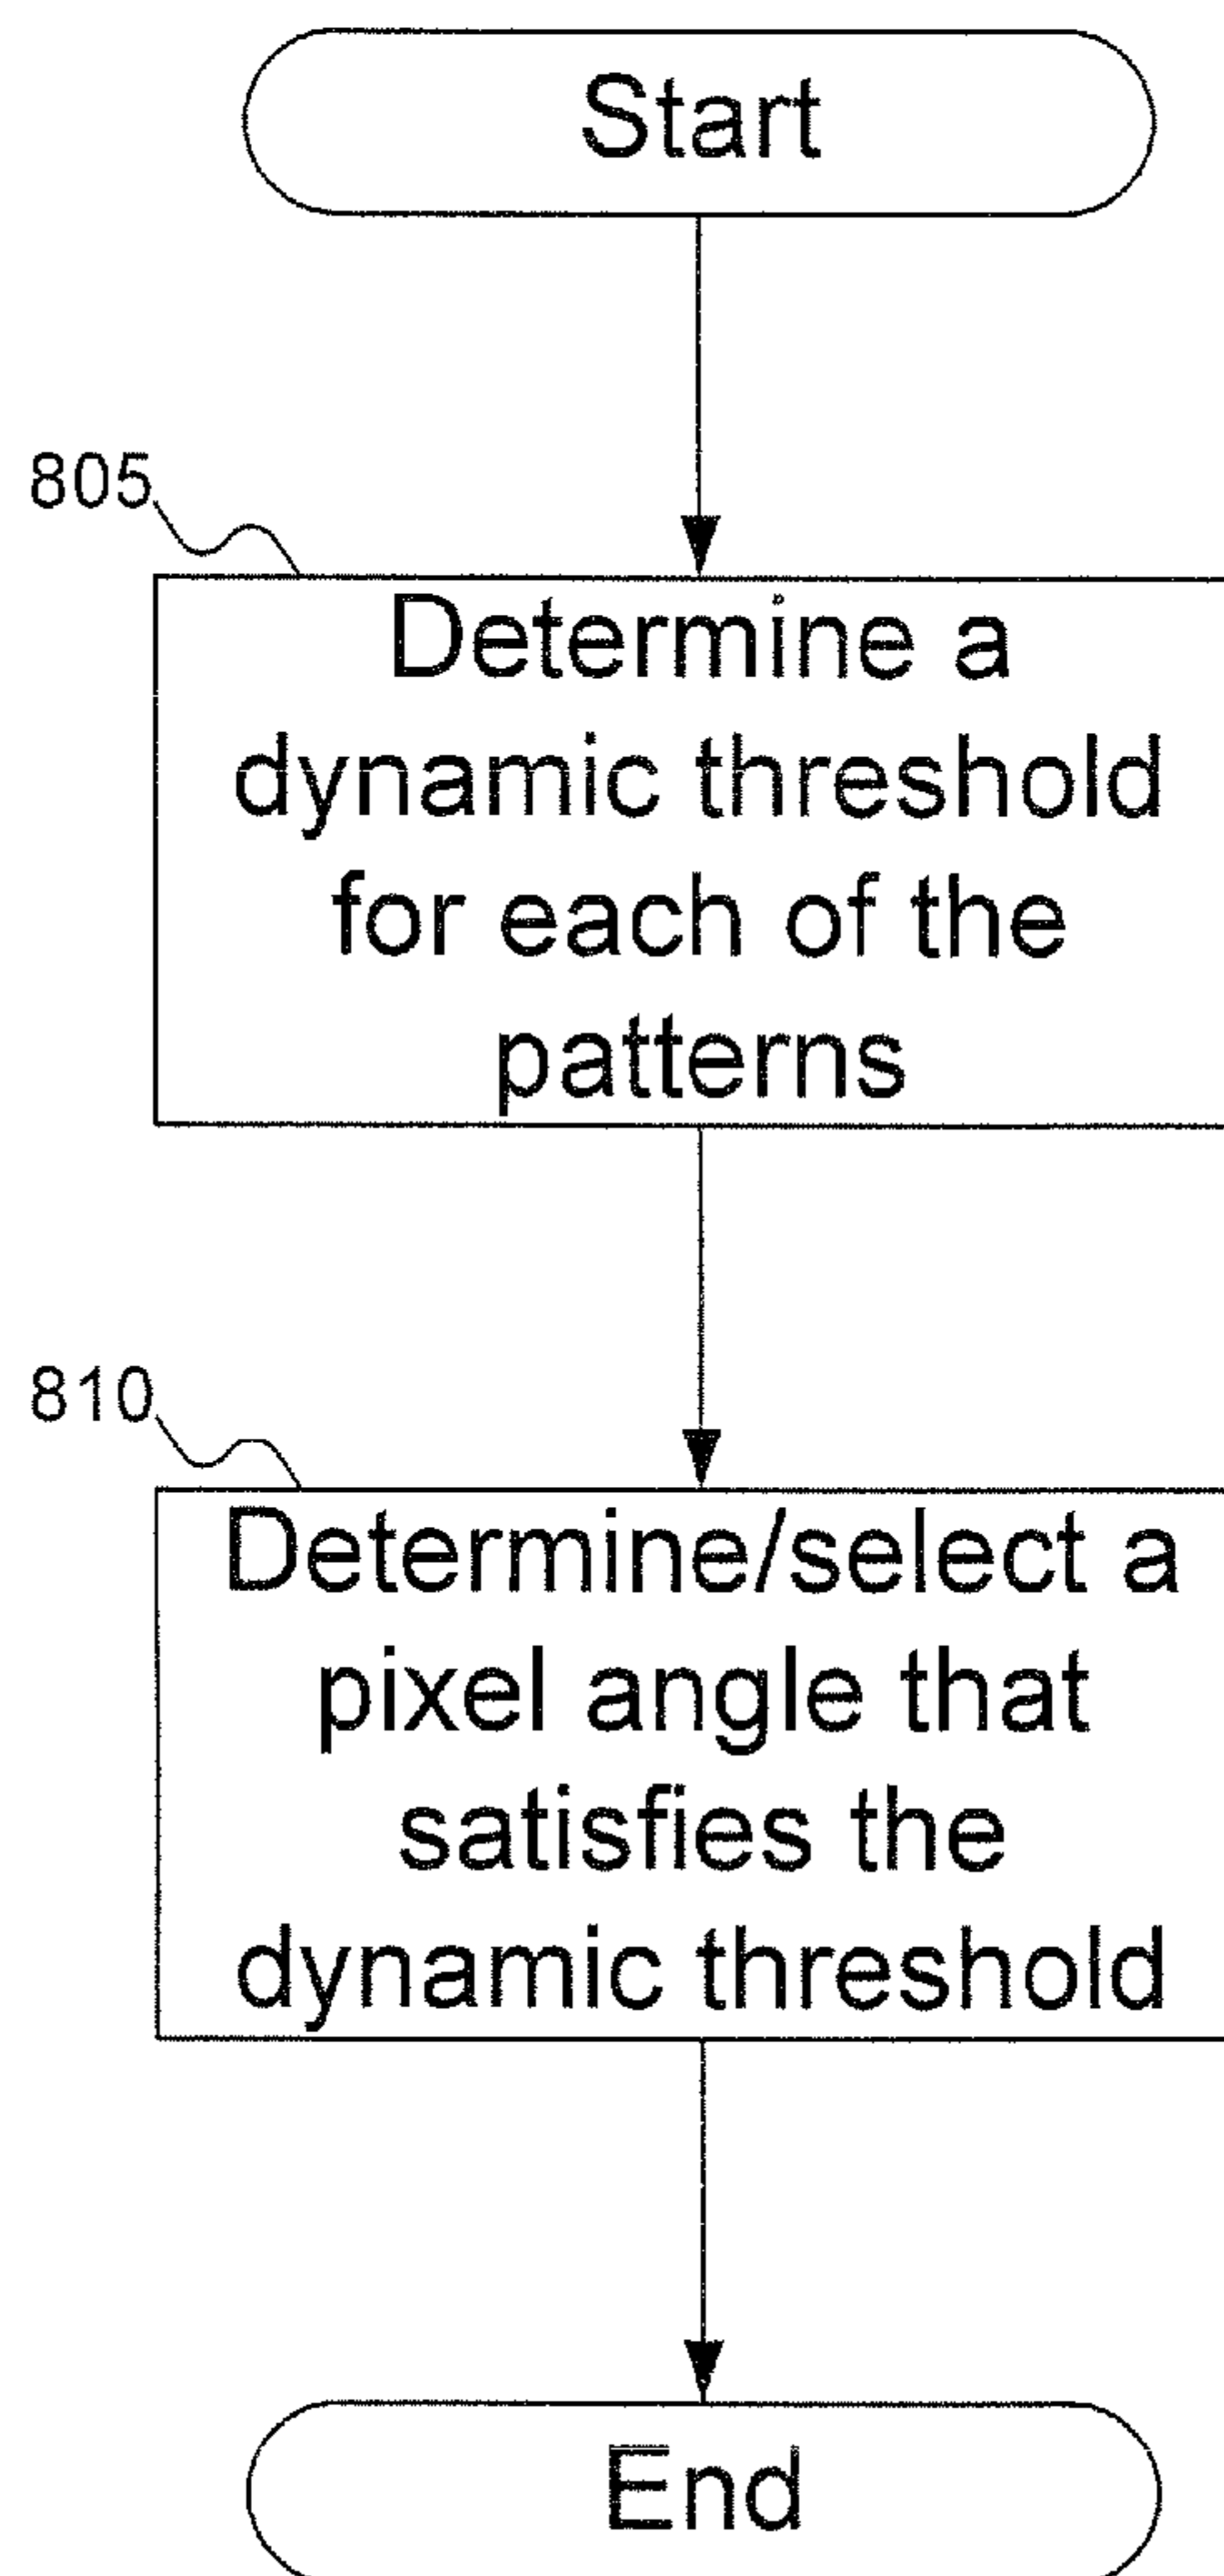 Start
805
Determine a
dynamic threshold
for each of the
patterns
810
Determine/select a
pixel angle that
satisfies the
dynamic threshold
End